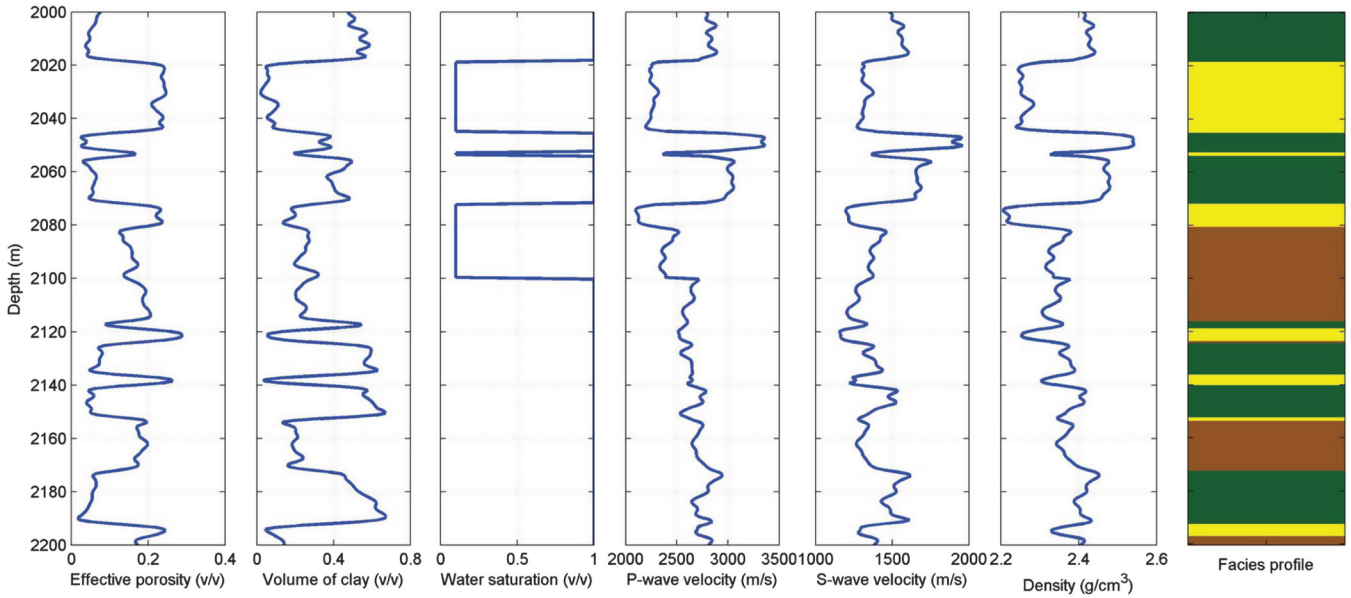 2000
2020
2040
2060
2080
2100
2120
2140
2160
2180
2200
Depth (m)
0 0.2 0.4
0 0.4 0.8
0 0.5 1
2000 2500 3000 3500
1000 1500 2000
2.2 2.4 2.6
Effective porosity (v/v)
Volume of clay (v/v)
Water saturation (v/v)
P-wave velocity (m/s)
S-wave velocity (m/s)
Density (g/cm³)
Facies profile